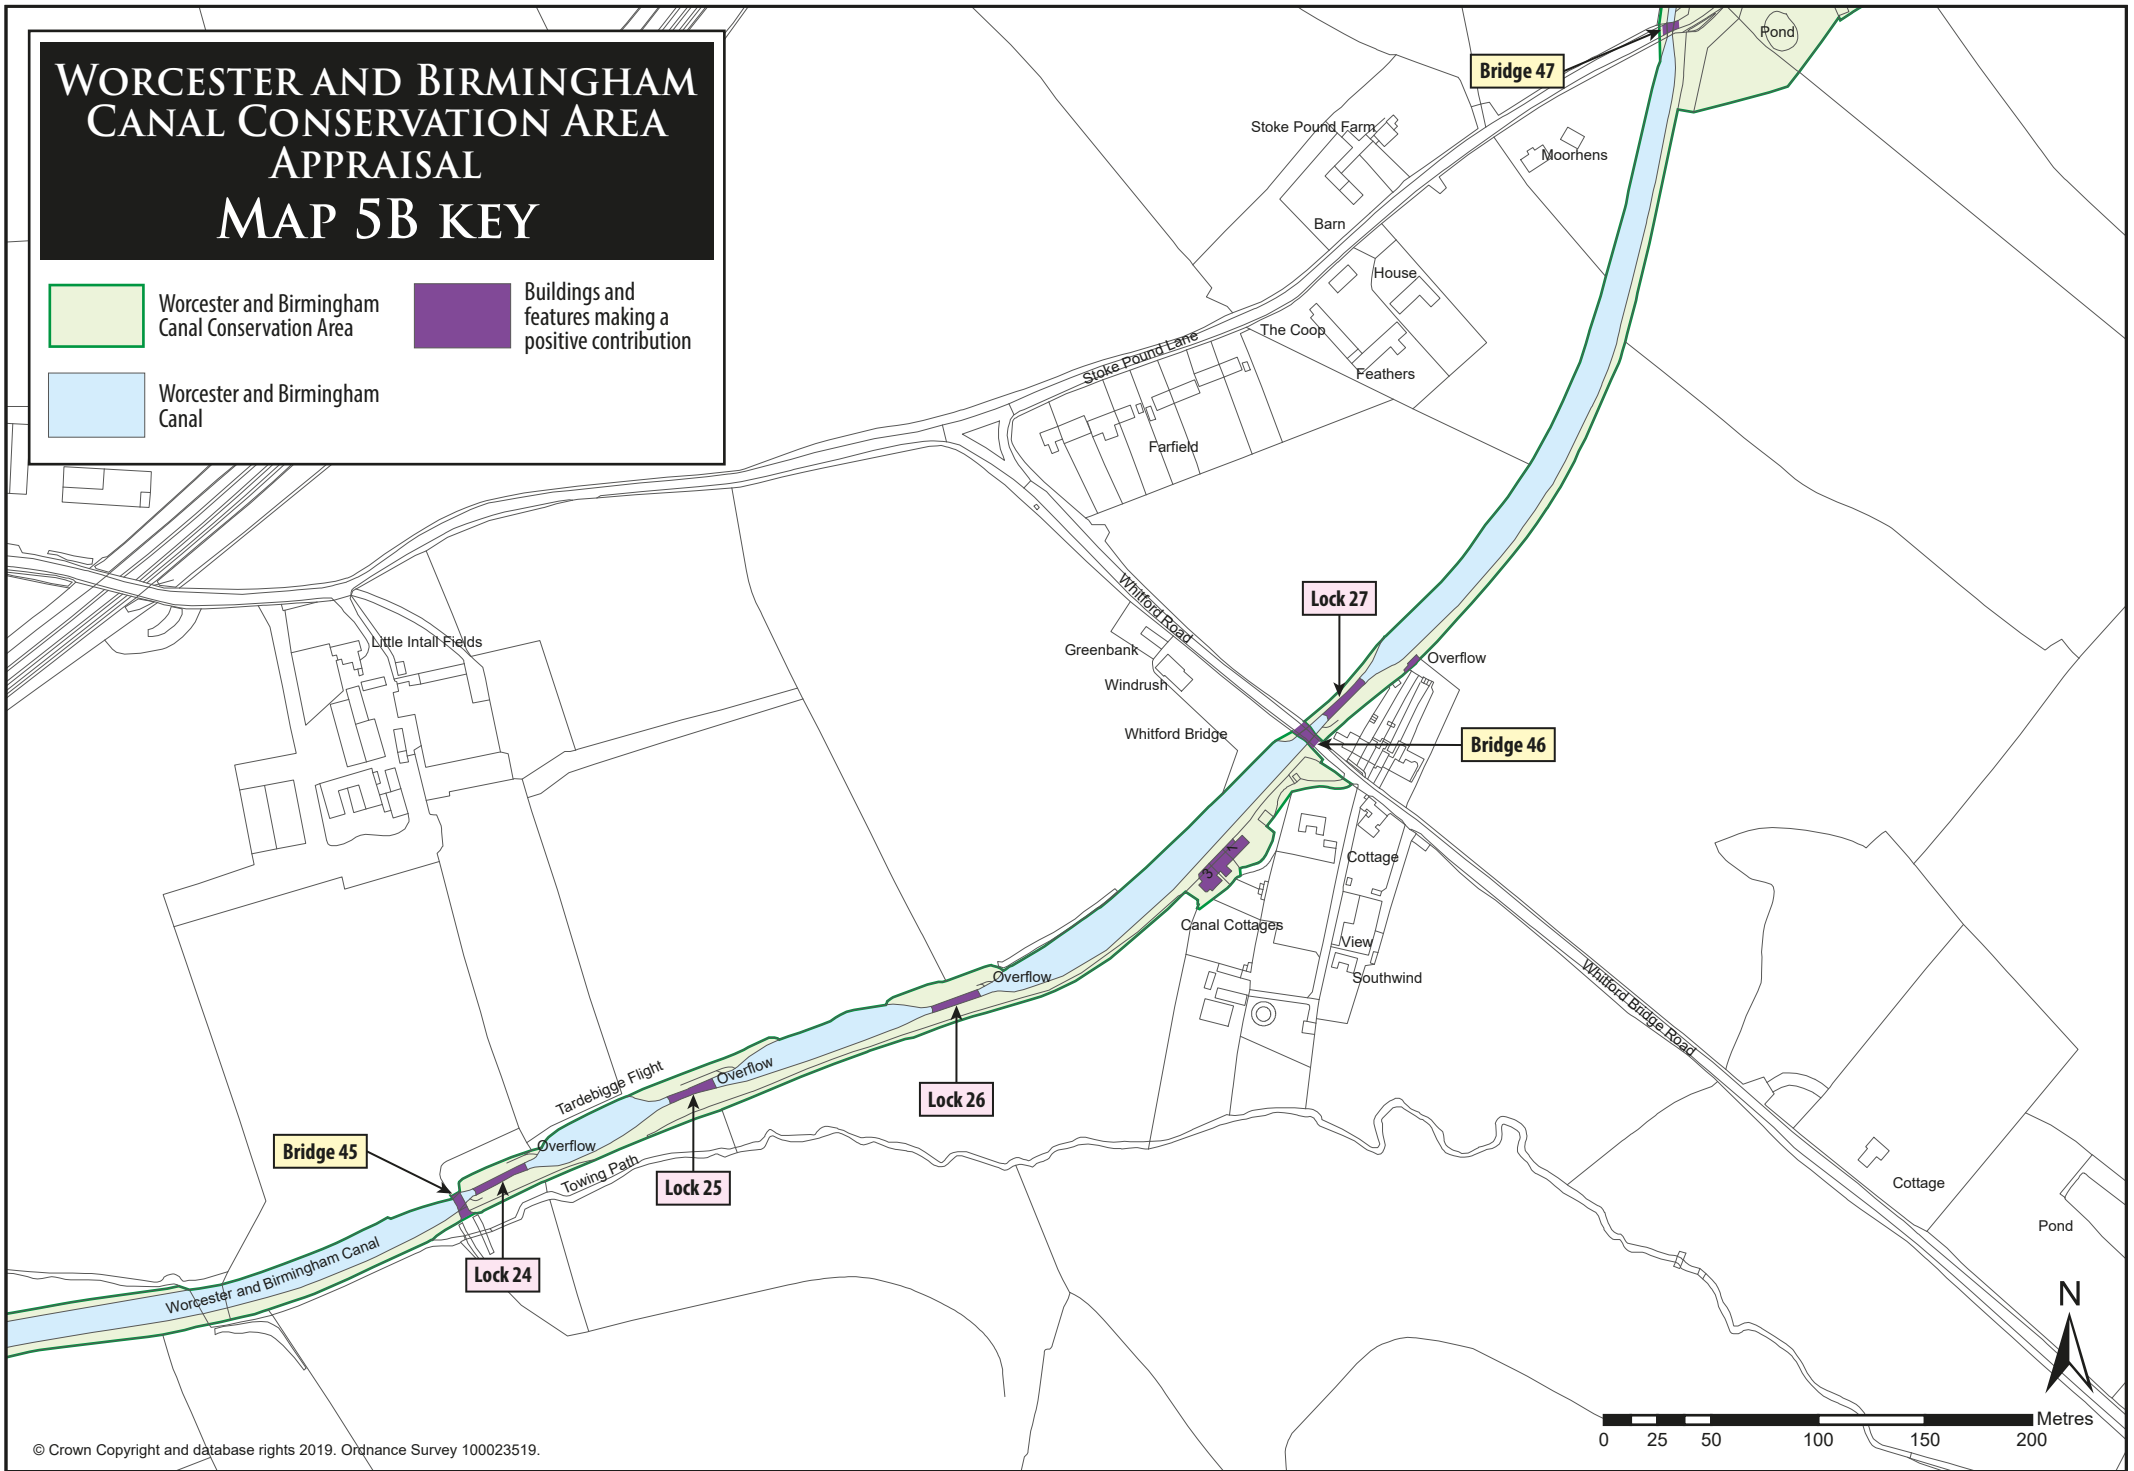 WORCESTER AND BIRMINGHAM
CANAL CONSERVATION AREA
APPRAISAL
MAP 5B KEY
Worcester and Birmingham
Canal Conservation Area
Buildings and
features making a
positive contribution
Worcester and Birmingham
Canal
Bridge 47
Pond
Stoke Pound Farm
Moorhens
Barn
House
The Coop
Stoke Pound Lane
Feathers
Farfield
Whitford Road
Lock 27
Little Intall Fields
Greenbank
Overflow
Windrush
Whitford Bridge
Bridge 46
1
3
Cottage
Canal Cottages
View
Southwind
Overflow
Whitford Bridge Road
Overflow
Tardebigge Flight
Lock 26
Overflow
Bridge 45
Towing Path
Lock 25
Cottage
Pond
Worcester and Birmingham Canal
Lock 24
N
Metres
0 25 50 100 150 200
© Crown Copyright and database rights 2019. Ordnance Survey 100023519.